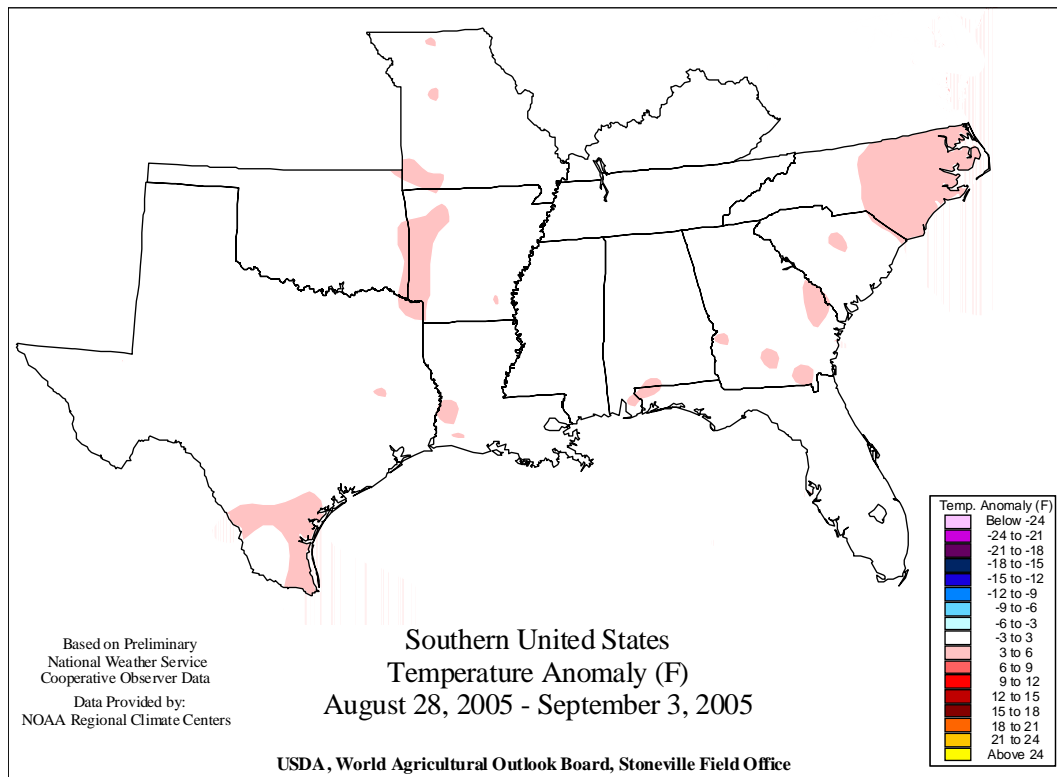 Temp. Anomaly (F)
Below -24
-24 to -21
-21 to -18
-18 to -15
-15 to -12
-12 to -9
-9 to -6
-6 to -3
-3 to 3
3 to 6
6 to 9
9 to 12
12 to 15
15 to 18
18 to 21
21 to 24
Above 24
Based on Preliminary
National Weather Service
Cooperative Observer Data
Data Provided by:
NOAA Regional Climate Centers
Southern United States
Temperature Anomaly (F)
August 28, 2005 - September 3, 2005
USDA, World Agricultural Outlook Board, Stoneville Field Office